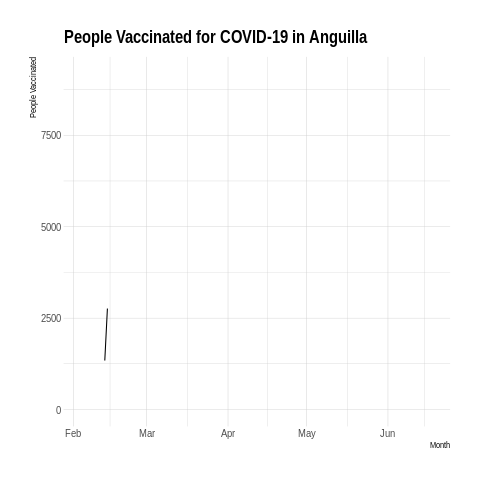 People Vaccinated for COVID-19 in Anguilla
People Vaccinated
7500
5000
2500
0
Feb Mar Apr May Jun
Month